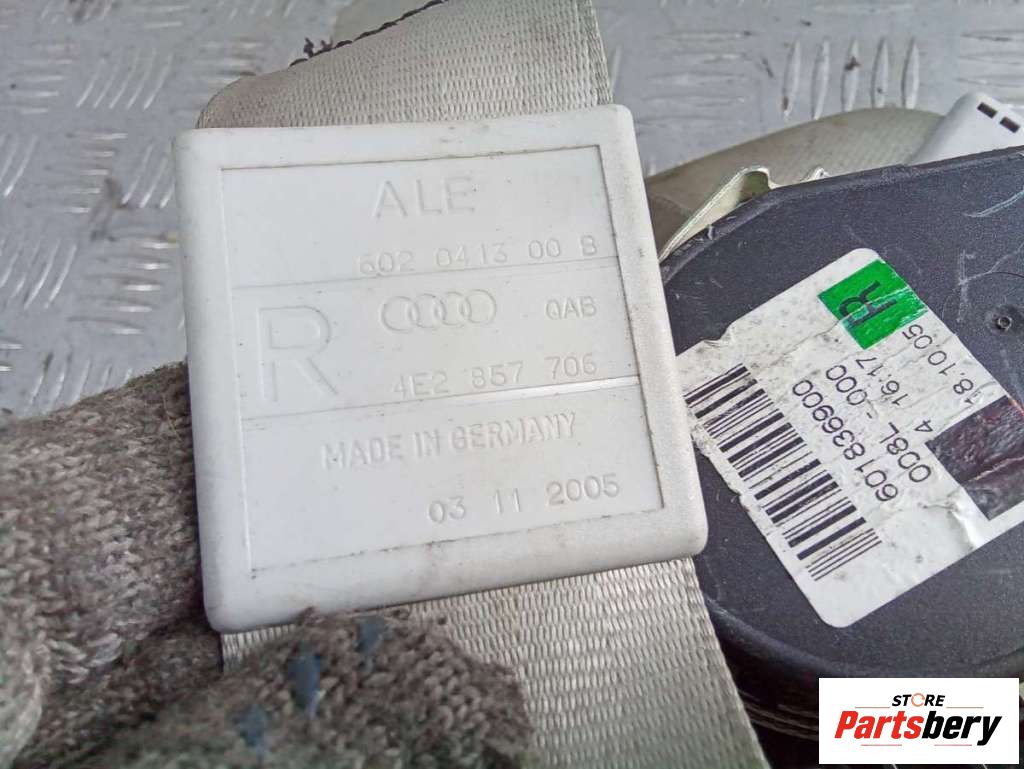 ALE
602 0413 00 B
R QAB
4E2 857 706
MADE IN GERMANY
03 11 2005
R
18.10.05
4 16:17
008L -000
601836900
STORE
Partsbery